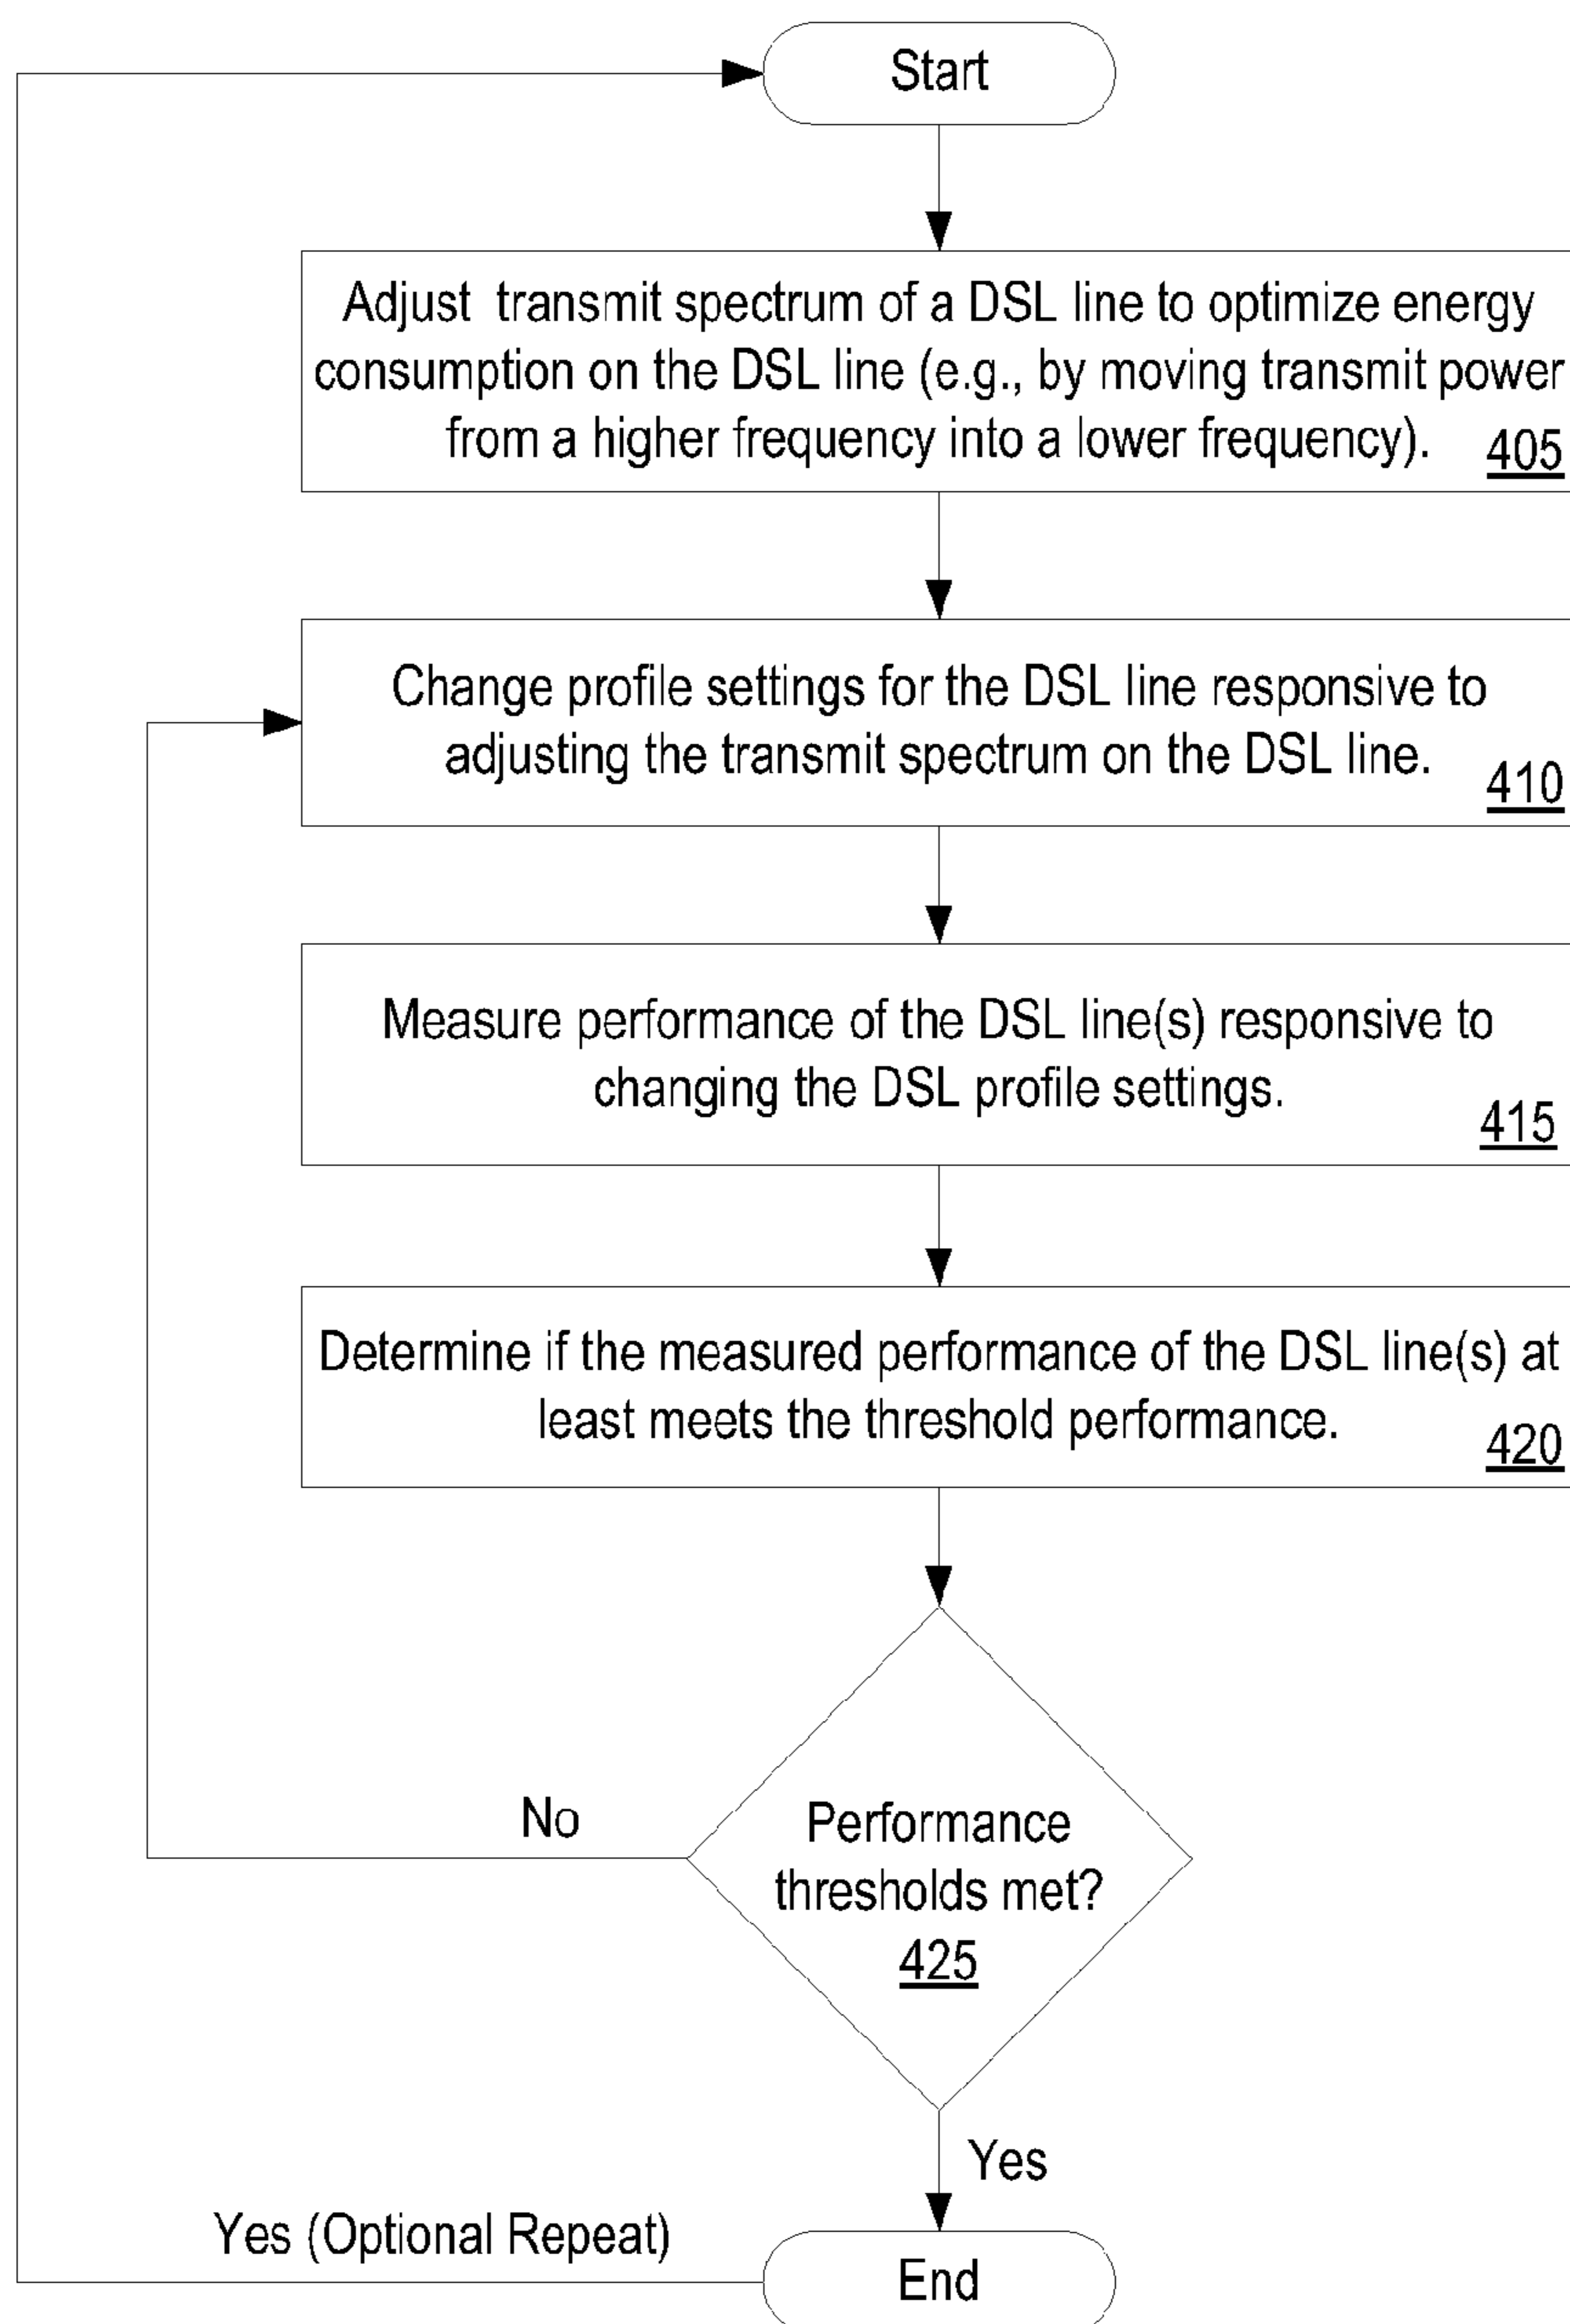 Start
Adjust transmit spectrum of a DSL line to optimize energy
consumption on the DSL line (e.g., by moving transmit power
from a higher frequency into a lower frequency).
405
Change profile settings for the DSL line responsive to
adjusting the transmit spectrum on the DSL line.
410
Measure performance of the DSL line(s) responsive to
changing the DSL profile settings.
415
Determine if the measured performance of the DSL line(s) at
least meets the threshold performance.
420
No
Performance
thresholds met?
425
Yes
Yes (Optional Repeat)
End